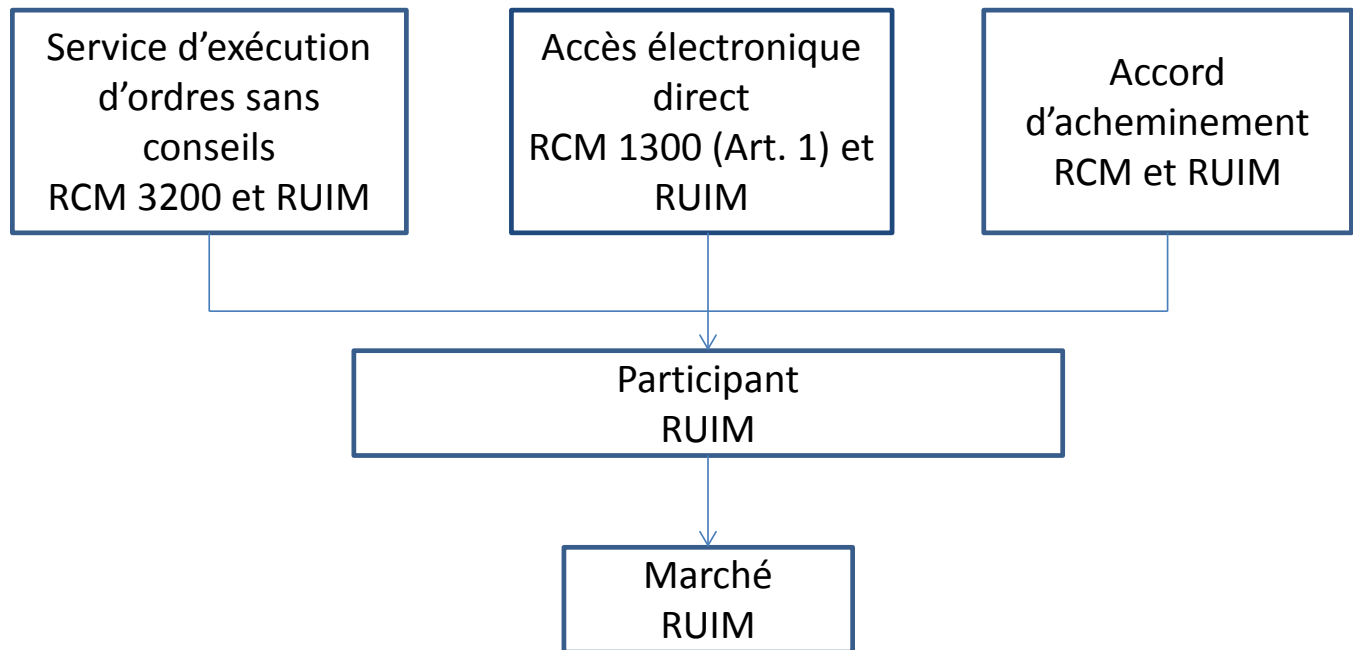 Service d’exécution
d’ordres sans
conseils
RCM 3200 et RUIM
Accès électronique
direct
RCM 1300 (Art. 1) et
RUIM
Accord
d’acheminement
RCM et RUIM
Participant
RUIM
Marché
RUIM